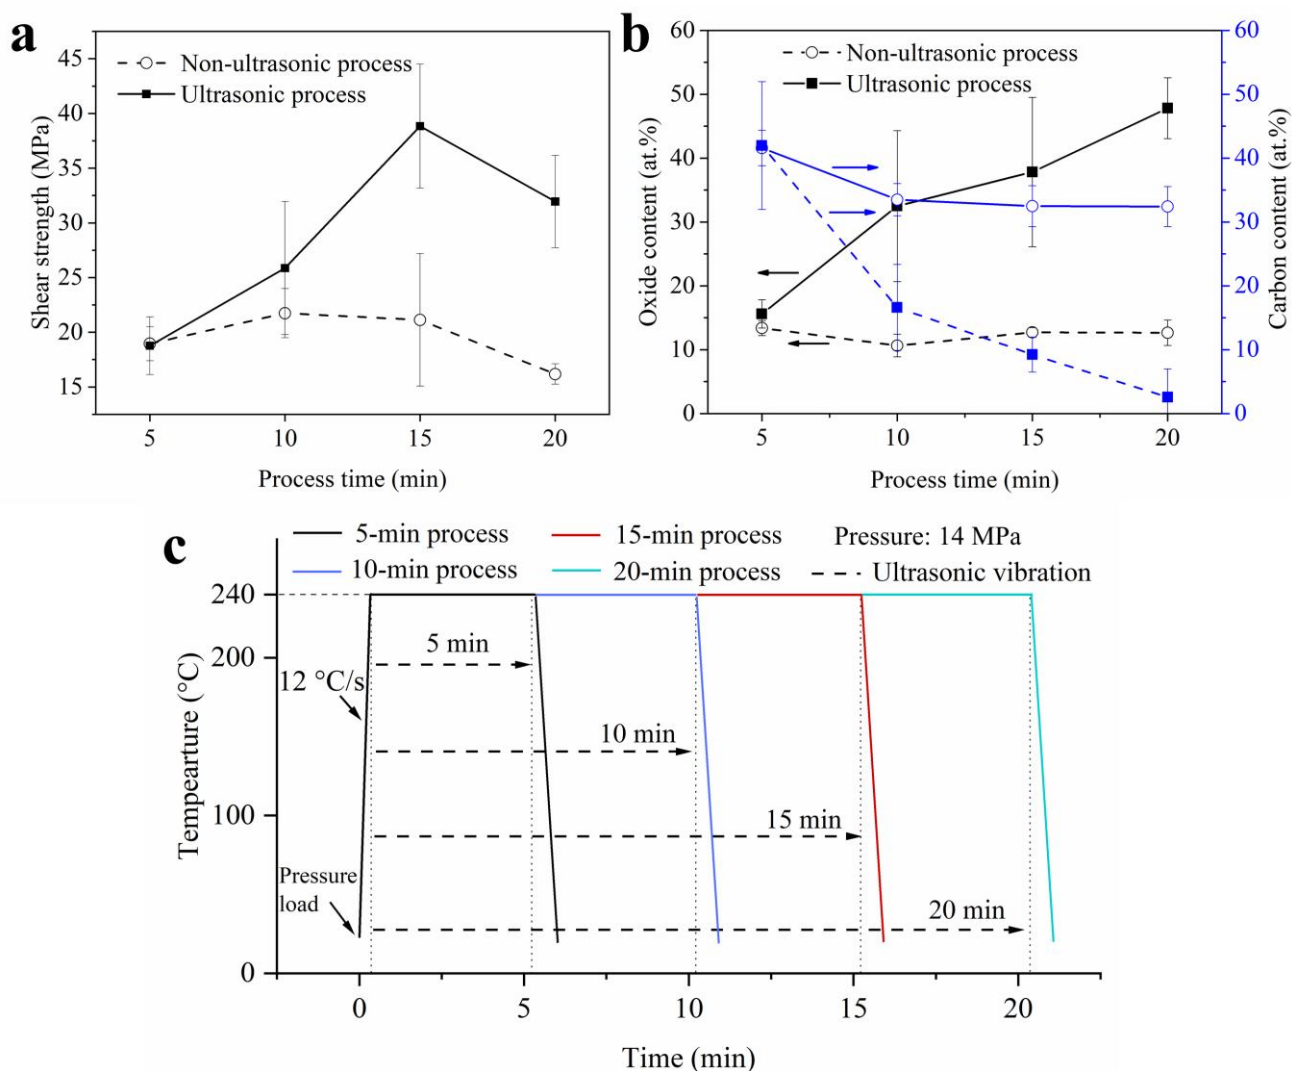 a
Non-ultrasonic process
Ultrasonic process
Shear strength (MPa)
45
40
35
30
25
20
15
5
10
15
20
Process time (min)
b
Non-ultrasonic process
Ultrasonic process
Oxide content (at.%)
60
50
40
30
20
10
0
Carbon content (at.%)
60
50
40
30
20
10
0
5
10
15
20
Process time (min)
c
5-min process
15-min process
Pressure: 14 MPa
10-min process
20-min process
Ultrasonic vibration
Tempearture (°C)
240
200
100
0
12 °C/s
Pressure
load
5 min
10 min
15 min
20 min
0
5
10
15
20
Time (min)